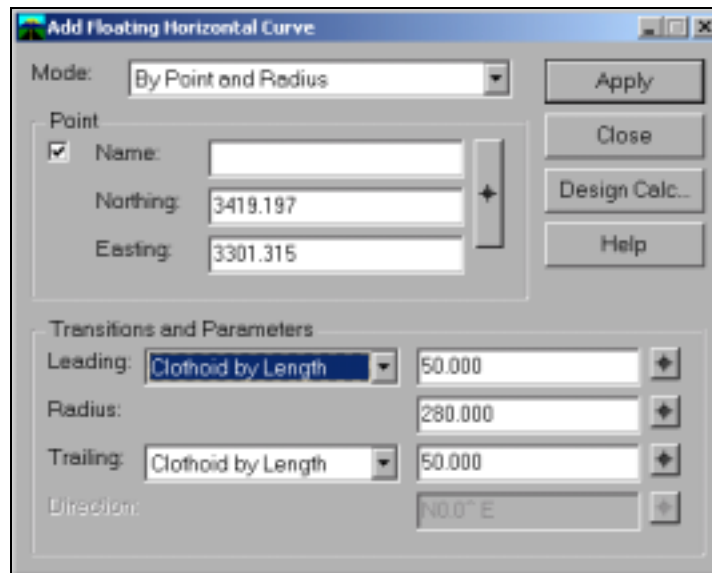 Add Floating Horizontal Curve
Mode: By Point and Radius
Apply
Point
Close
Name:
Northing: 3419.197
Design Calc...
Easting: 3301.315
Help
Transitions and Parameters
Leading: Clothoid by Length 50.000
Radius: 280.000
Trailing: Clothoid by Length 50.000
Direction: N0.0^ E